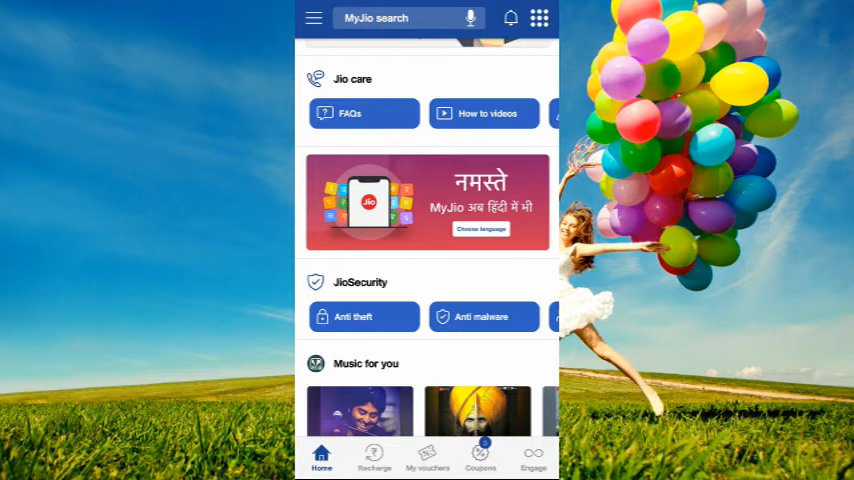 MyJio search
Jio care
FAQs
How to videos
Jio
नमस्ते
MyJio अब हिंदी में भी
Choose language
JioSecurity
Anti theft
Anti malware
Music for you
Home
Recharge
My vouchers
Coupons
Engage